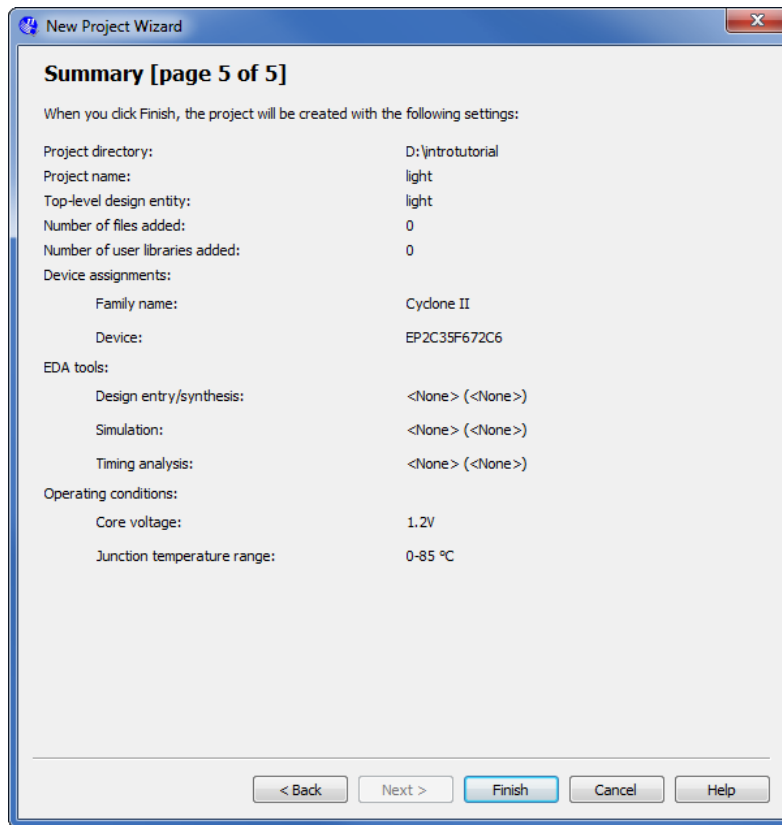 New Project Wizard
Summary [page 5 of 5]
When you click Finish, the project will be created with the following settings:
Project directory: D:\introtutorial
Project name: light
Top-level design entity: light
Number of files added: 0
Number of user libraries added: 0
Device assignments:
Family name: Cyclone II
Device: EP2C35F672C6
EDA tools:
Design entry/synthesis: <None> (<None>)
Simulation: <None> (<None>)
Timing analysis: <None> (<None>)
Operating conditions:
Core voltage: 1.2V
Junction temperature range: 0-85 ºC
< Back Next > Finish Cancel Help